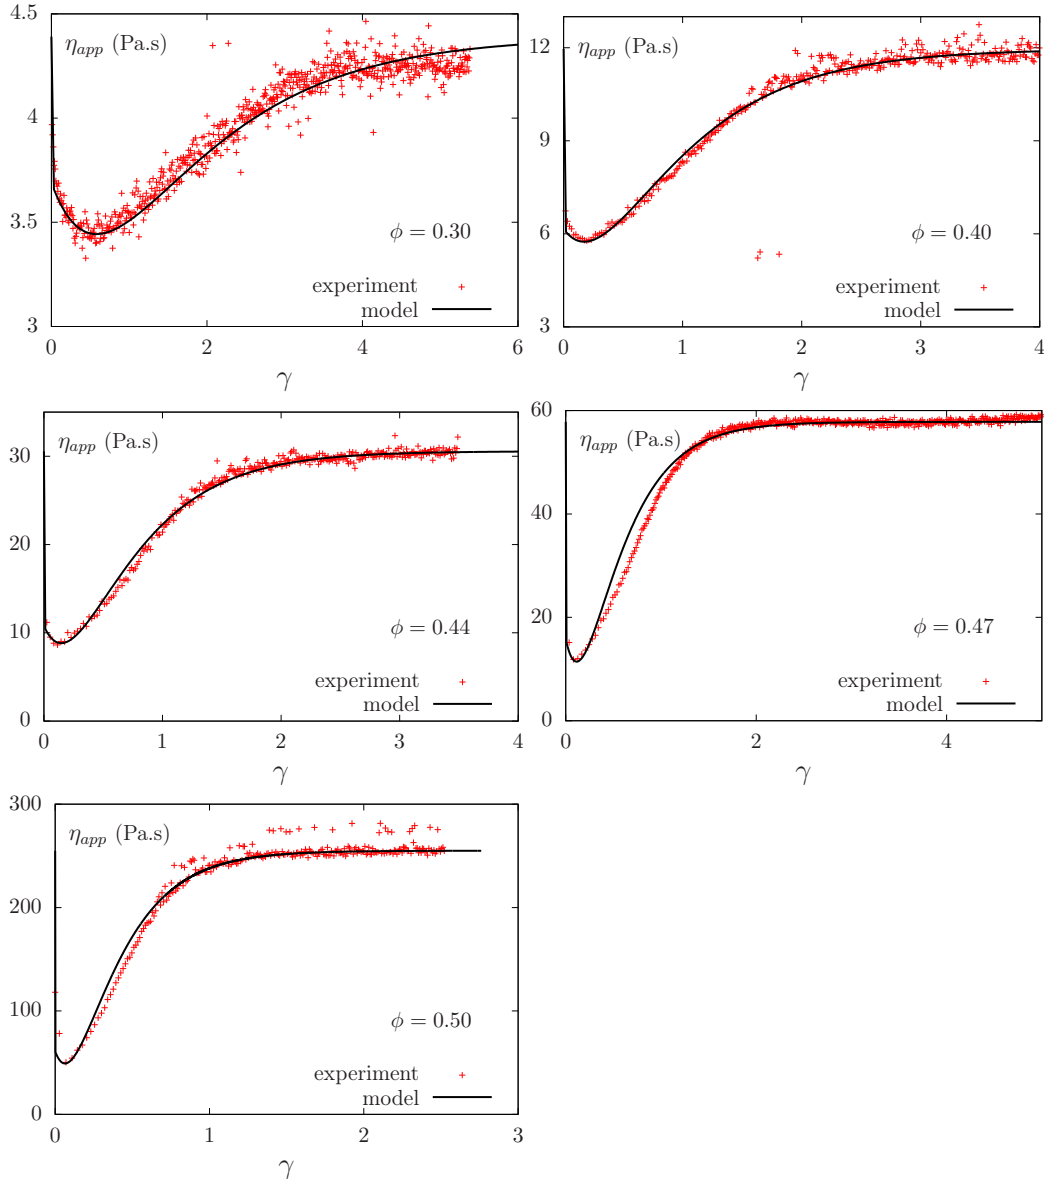 4.5
η_app (Pa.s)
4
3.5
ϕ = 0.30
experiment
model
3
0 2 4 6
γ
12
η_app (Pa.s)
9
6
ϕ = 0.40
experiment
model
3
0 1 2 3 4
γ
η_app (Pa.s)
30
20
10
ϕ = 0.44
experiment
model
0
0 1 2 3 4
γ
60
η_app (Pa.s)
40
20
ϕ = 0.47
experiment
model
0
0 2 4
γ
300
η_app (Pa.s)
200
100
ϕ = 0.50
experiment
model
0
0 1 2 3
γ